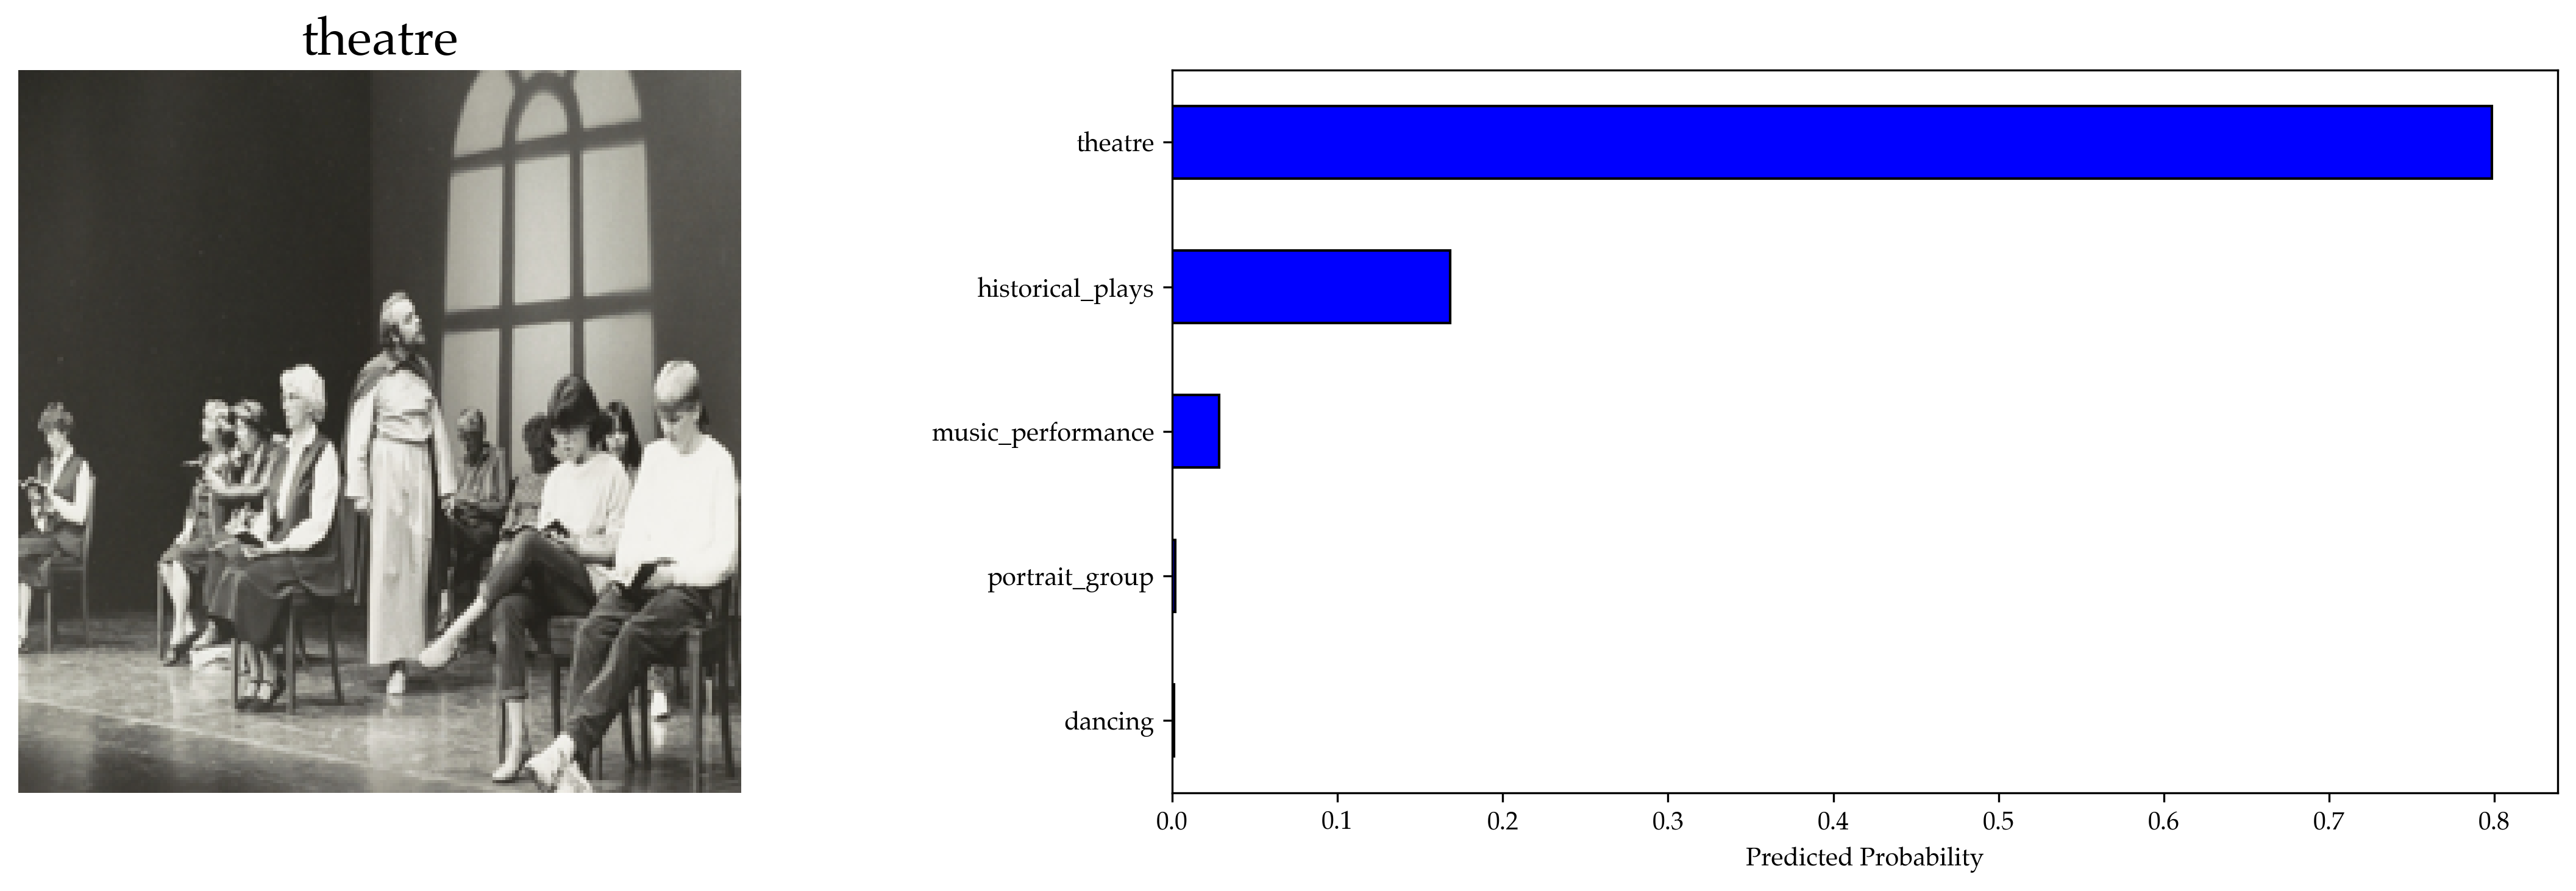 theatre
theatre
historical_plays
music_performance
portrait_group
dancing
0.0 0.1 0.2 0.3 0.4 0.5 0.6 0.7 0.8
Predicted Probability